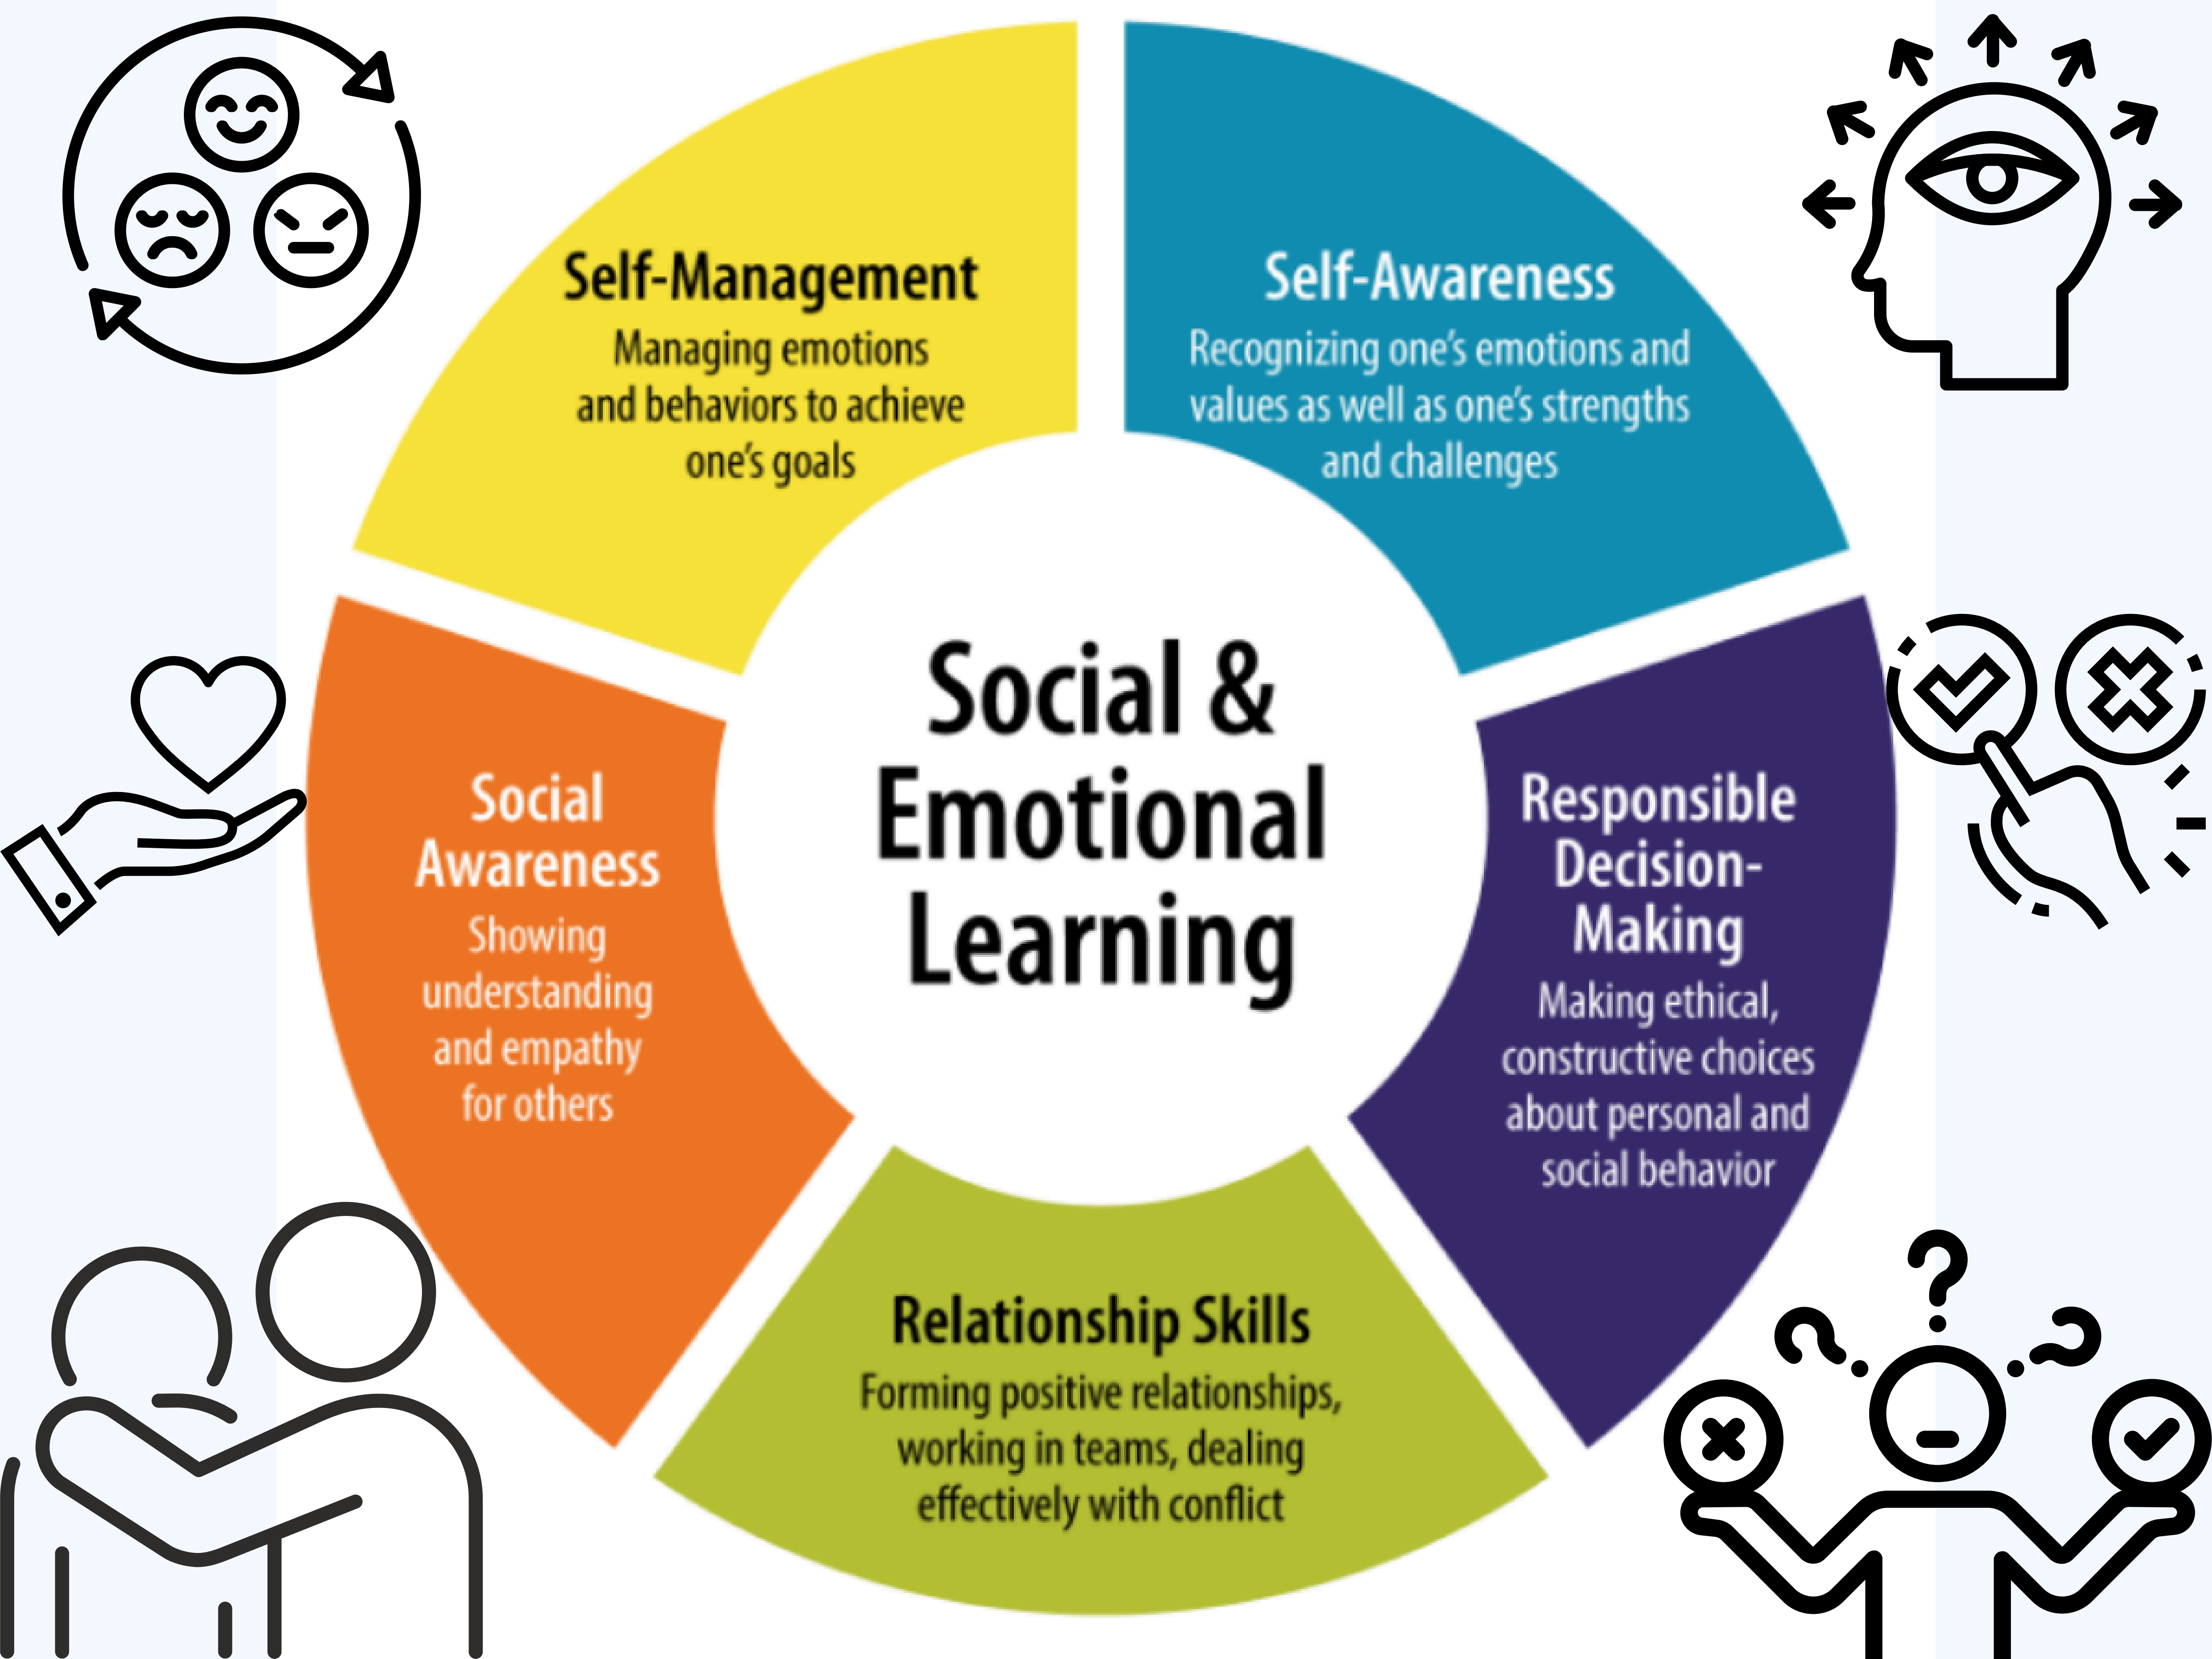 Self-Management
Managing emotions
and behaviors to achieve
one's goals
Self-Awareness
Recognizing one's emotions and
values as well as one's strengths
and challenges
Social &
Emotional
Learning
Social
Awareness
Showing
understanding
and empathy
for others
Responsible
Decision-
Making
Making ethical,
constructive choices
about personal and
social behavior
Relationship Skills
Forming positive relationships,
working in teams, dealing
effectively with conflict
?
?
?